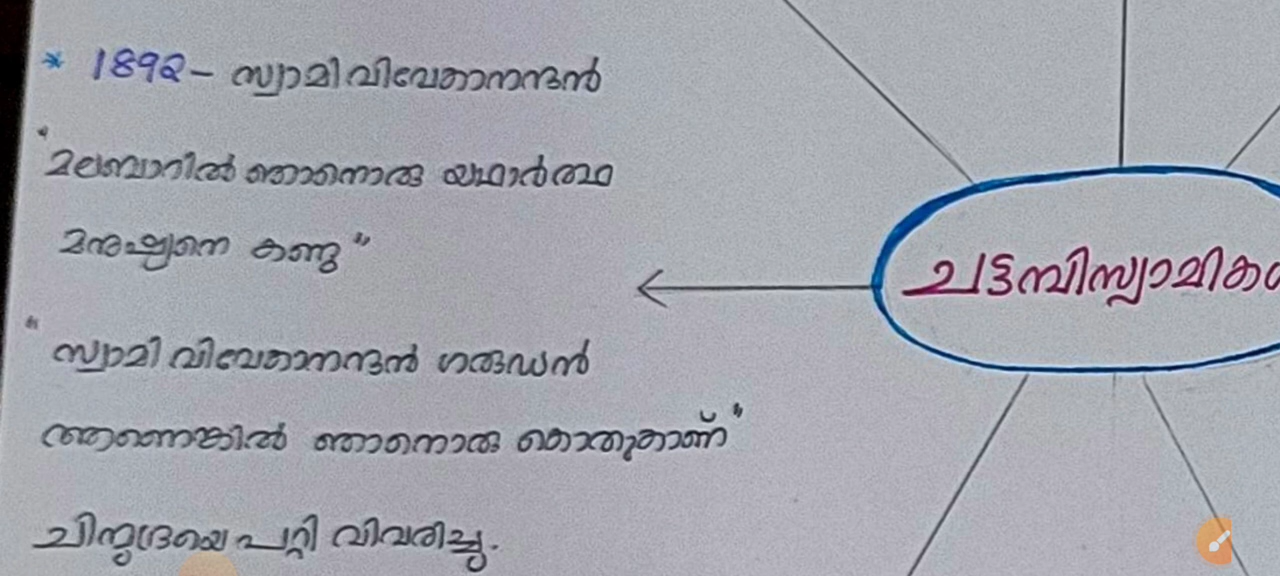 * 1892 - സ്വാമി വിവേകാനന്ദൻ
"മലബാറിൽ ഞാനൊരു യഥാർത്ഥ
മനുഷ്യനെ കണ്ടു"
"സ്വാമി വിവേകാനന്ദൻ ഗരുഡൻ
ആണെങ്കിൽ ഞാനൊരു കൊതുകാണ്"
ചിന്മുദ്രയെ പറ്റി വിവരിച്ചു.
ചട്ടമ്പിസ്വാമികൾ